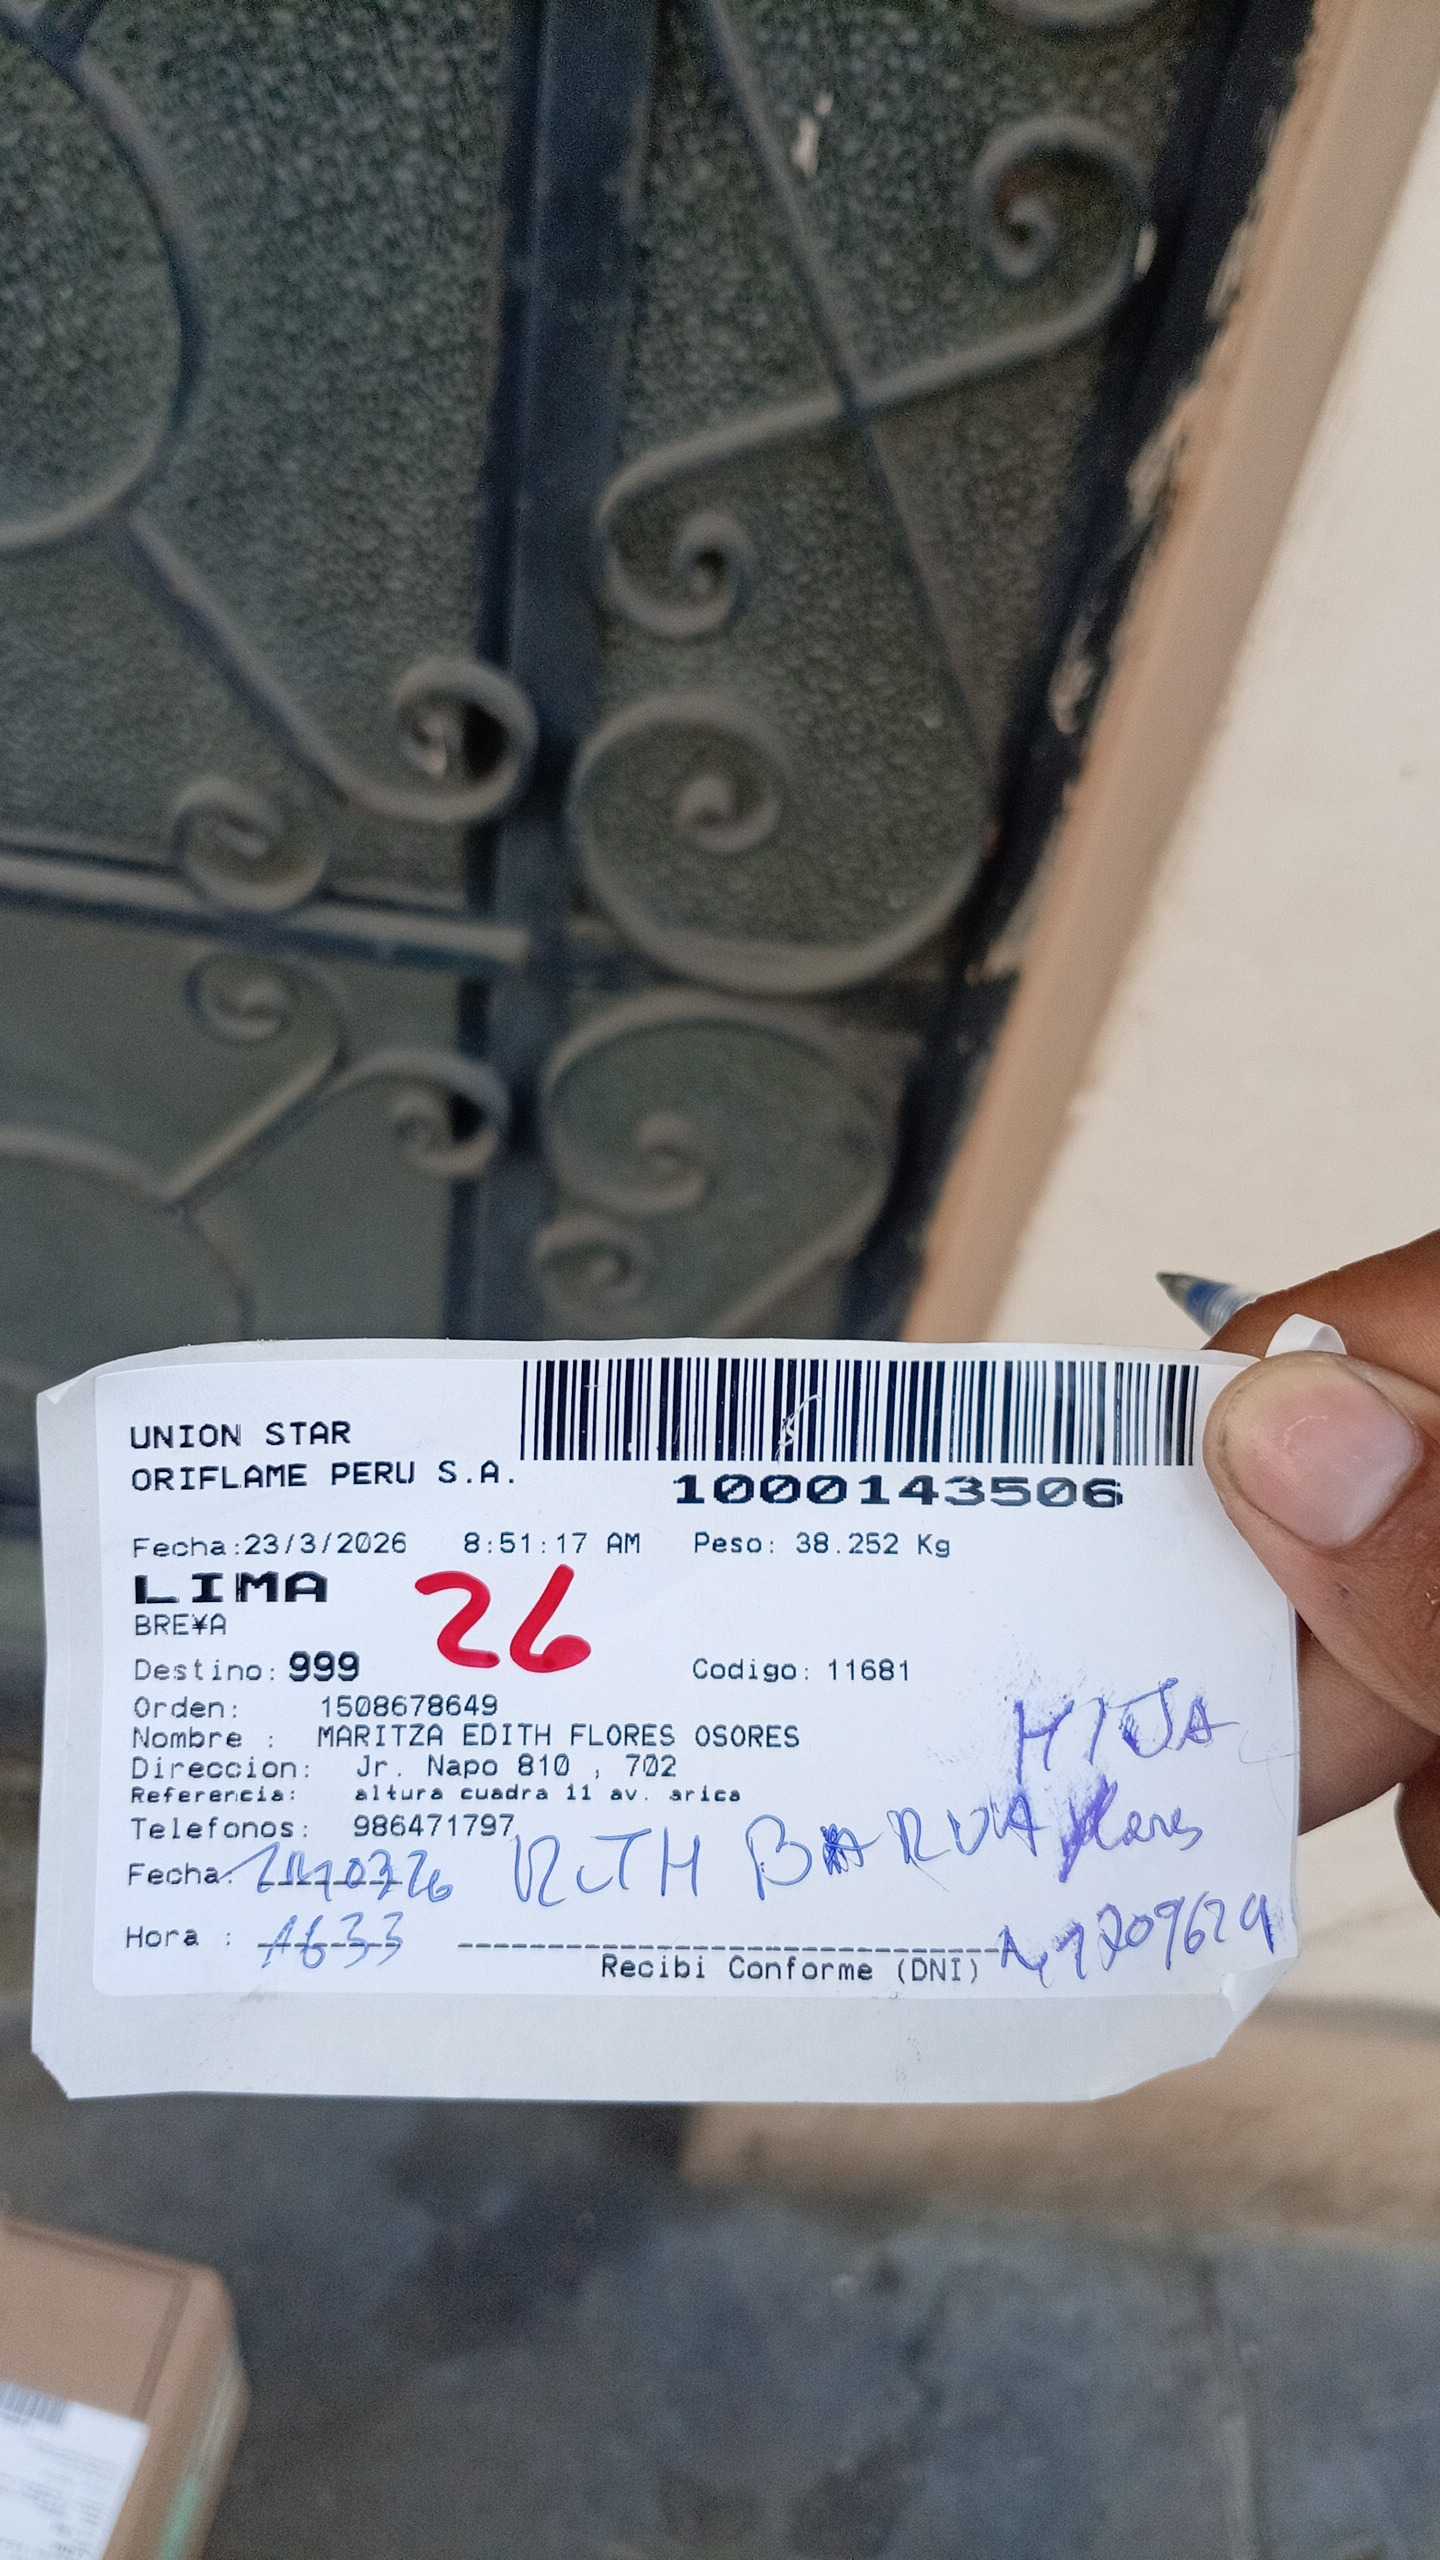 UNION STAR
ORIFLAME PERU S.A.
1000143506
Fecha:23/3/2026 8:51:17 AM Peso: 38.252 Kg
LIMA
26
BRE¥A
Destino: 999 Codigo: 11681
Orden: 1508678649
Nombre : MARITZA EDITH FLORES OSORES
HIJA
Direccion: Jr. Napo 810 , 702
Referencia: altura cuadra 11 av. arica
Telefonos: 986471797
RUTH
Fecha:
Hora : 1633
Recibi Conforme (DNI)